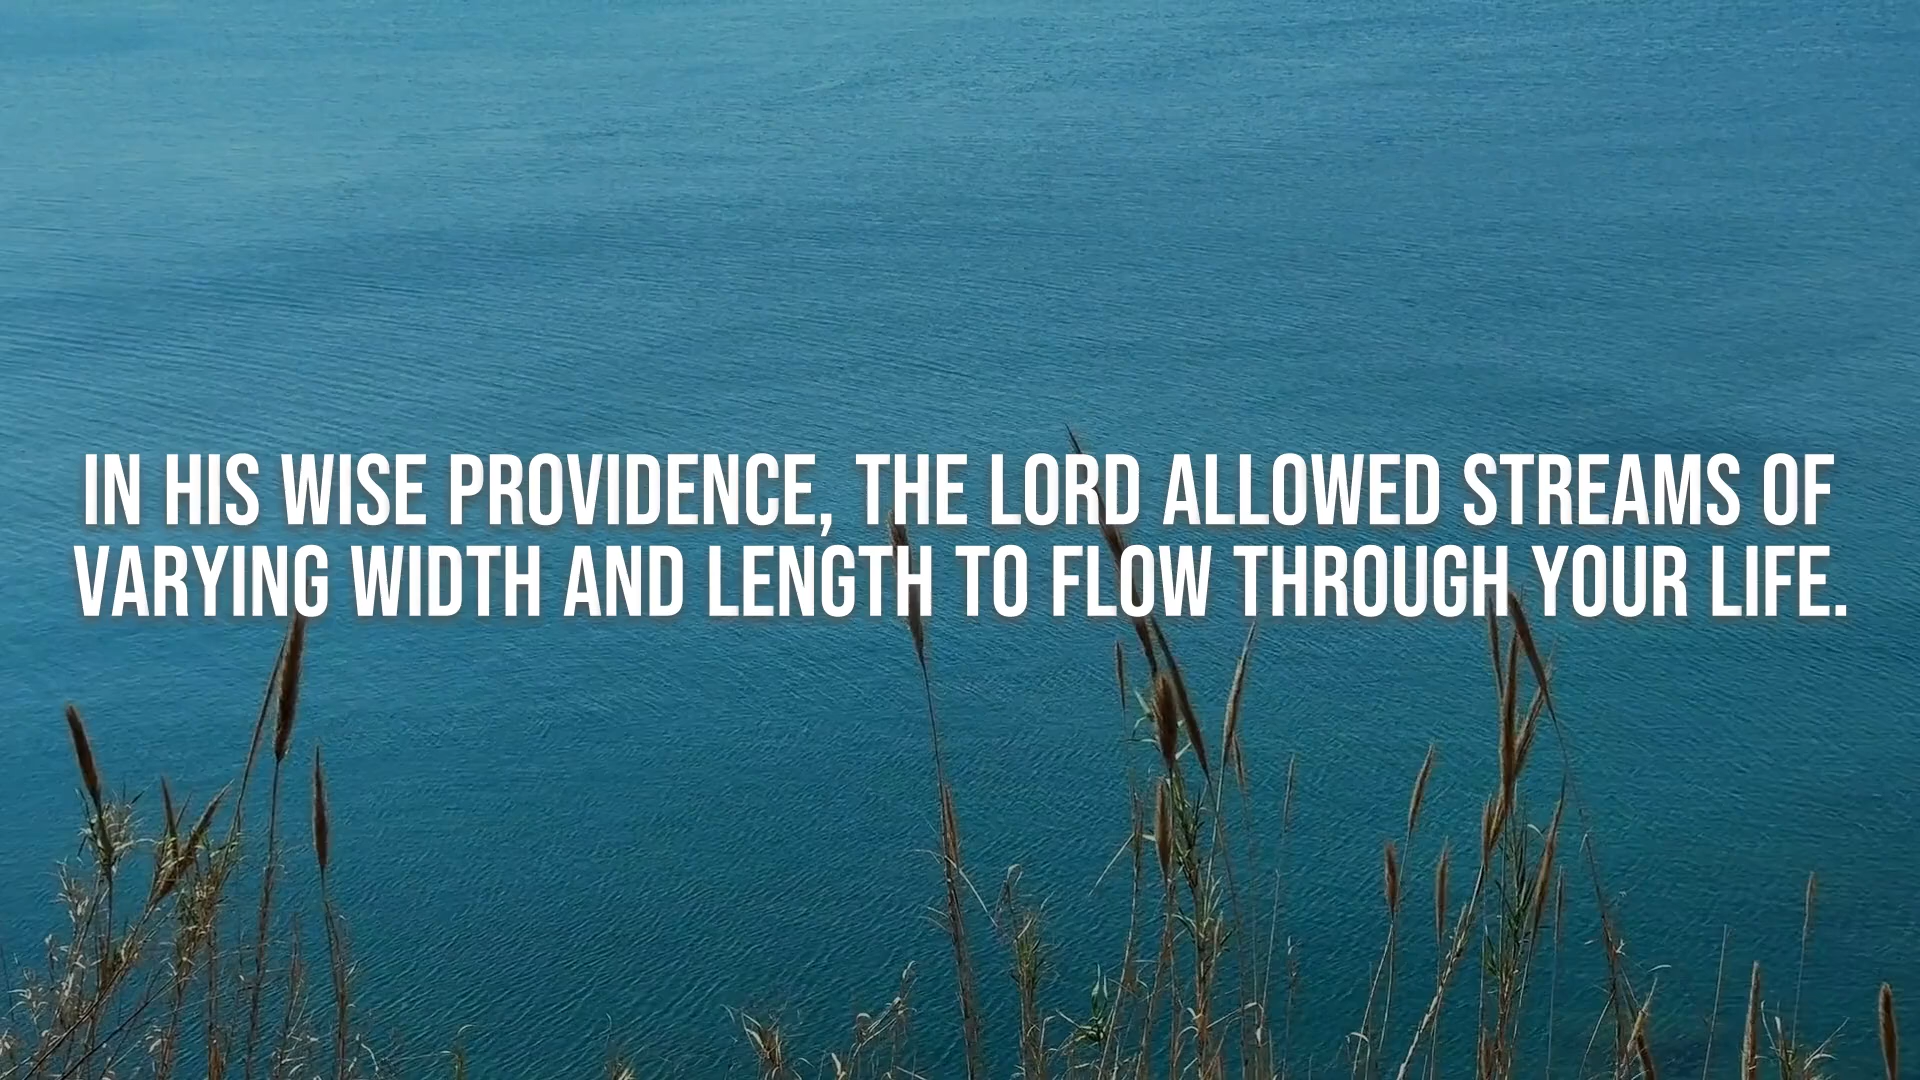 IN HIS WISE PROVIDENCE, THE LORD ALLOWED STREAMS OF
VARYING WIDTH AND LENGTH TO FLOW THROUGH YOUR LIFE.